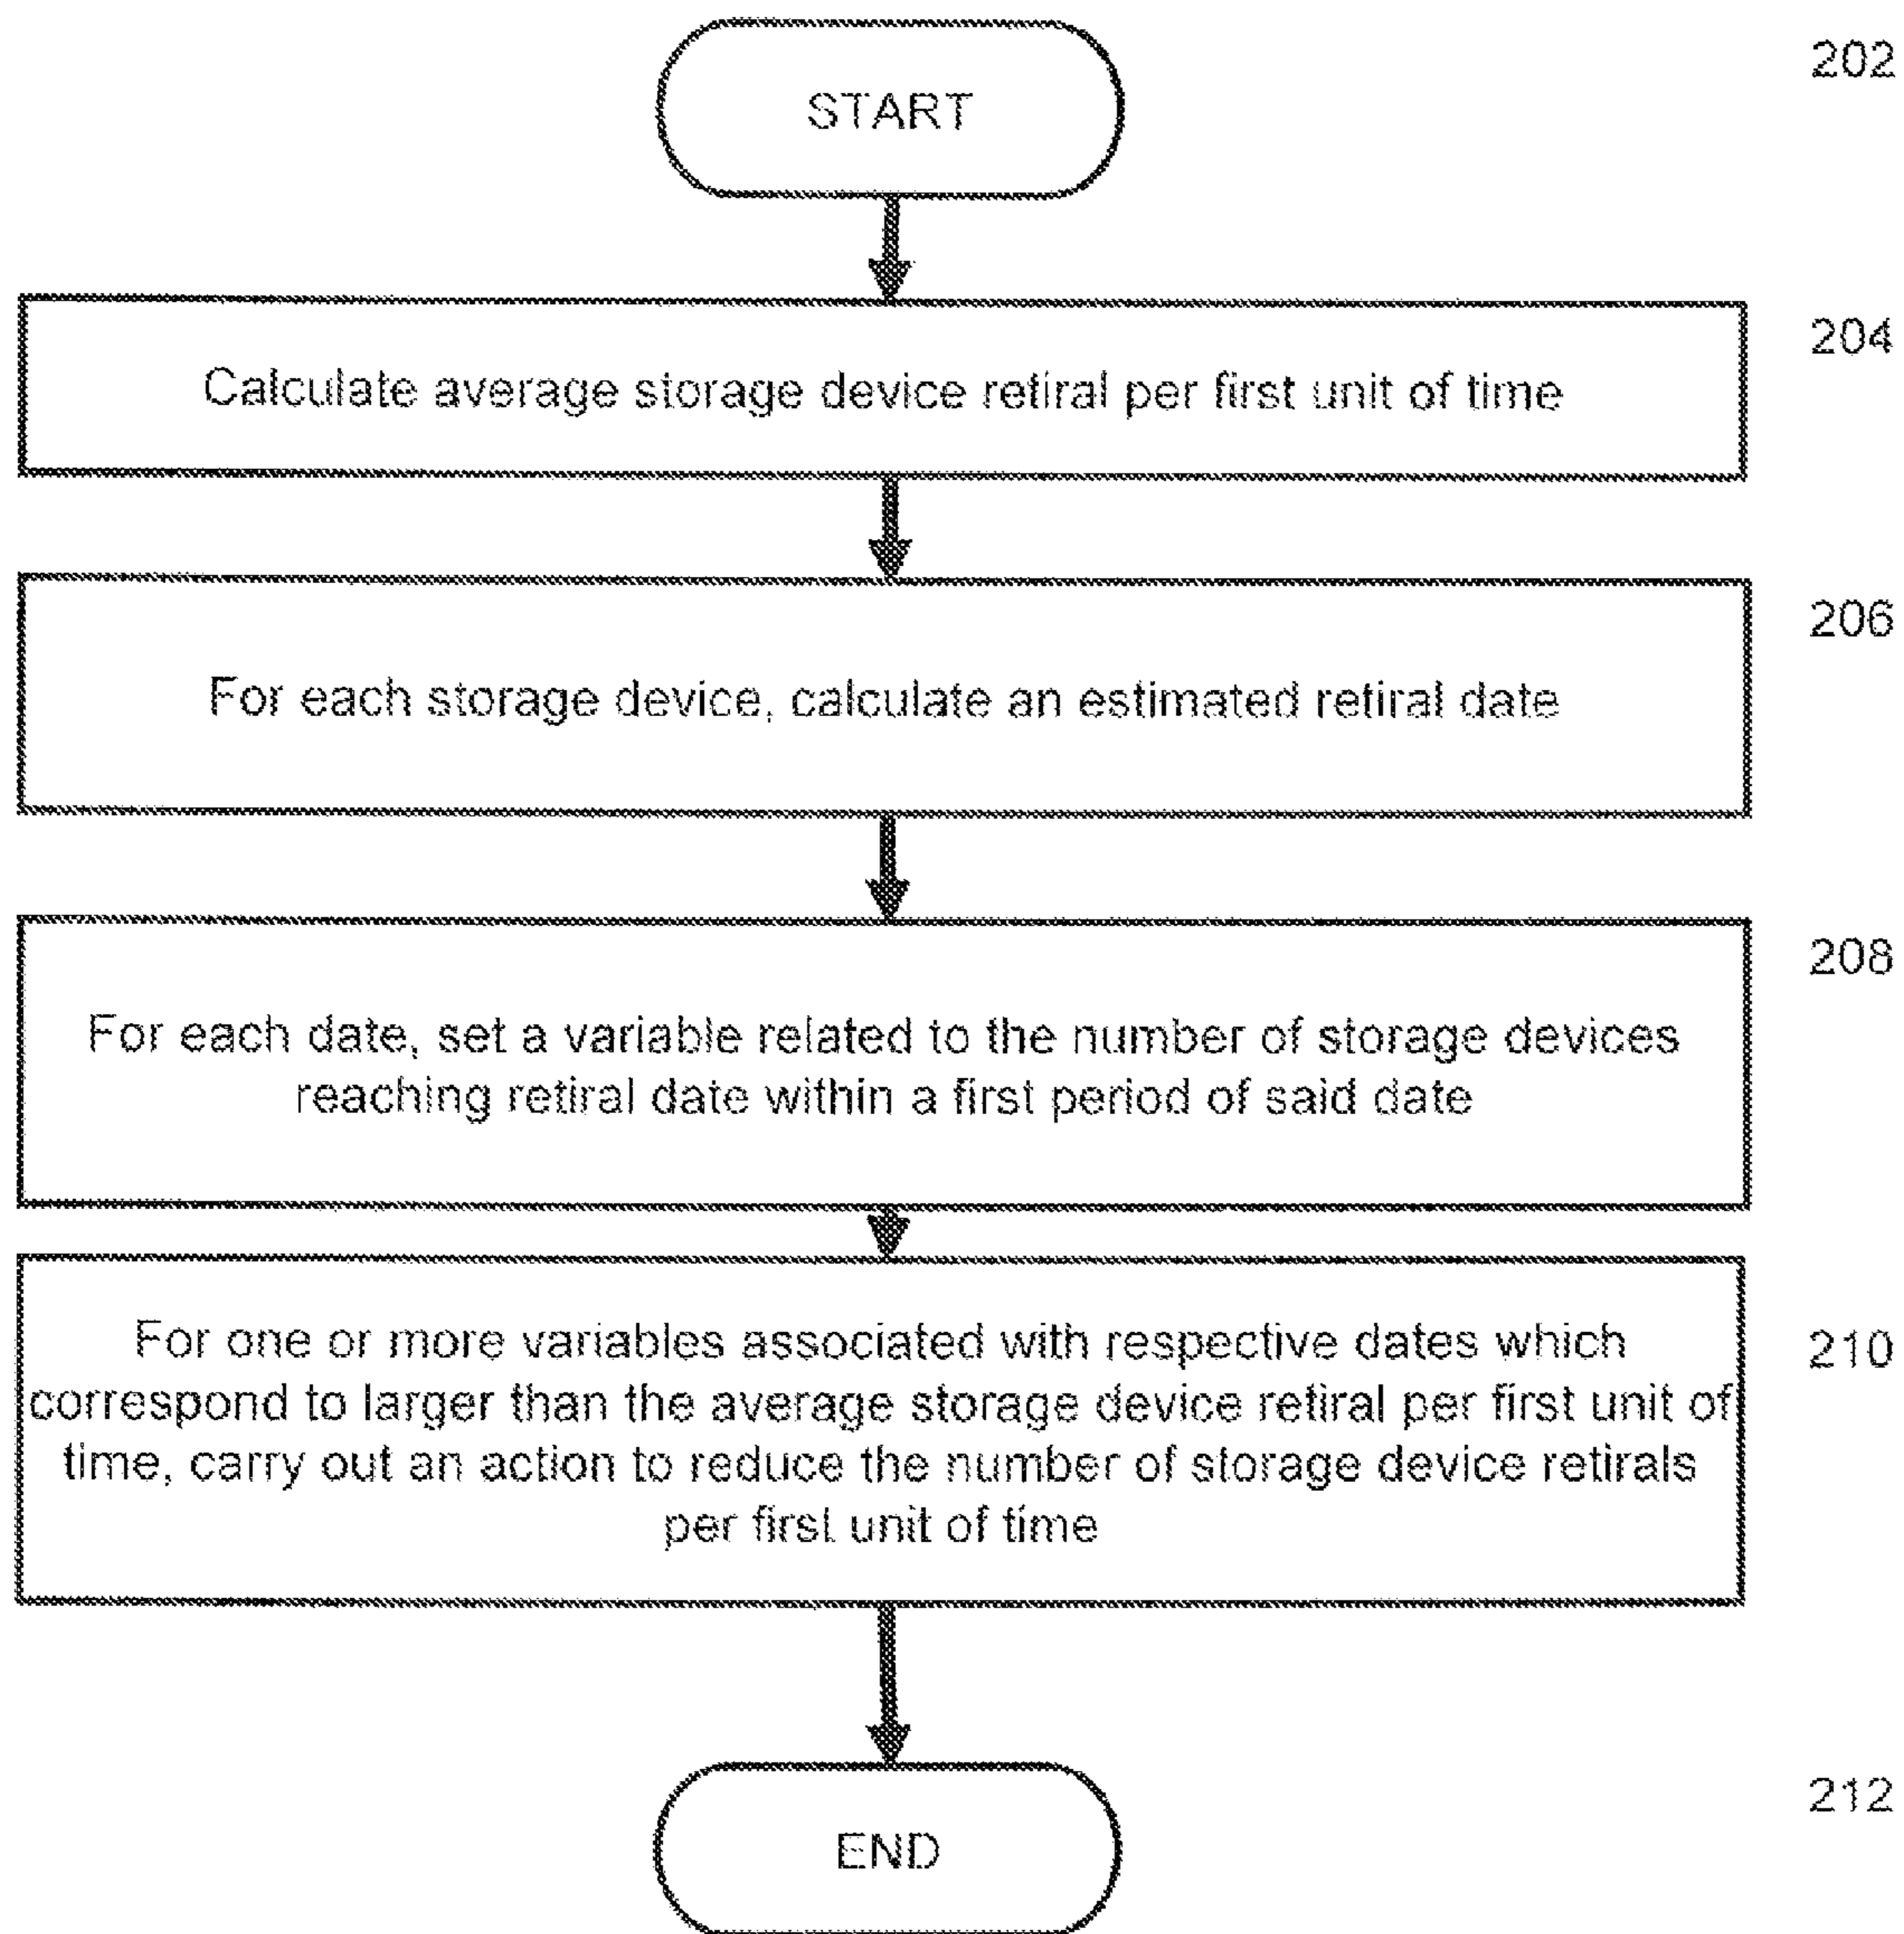 202
START
204
Calculate average storage device retiral per first unit of time
206
For each storage device, calculate an estimated retiral date
208
For each date, set a variable related to the number of storage devices
reaching retiral date within a first period of said date
For one or more variables associated with respective dates which
210
correspond to larger than the average storage device retiral per first unit of
time, carry out an action to reduce the number of storage device retirals
per first unit of time
212
END